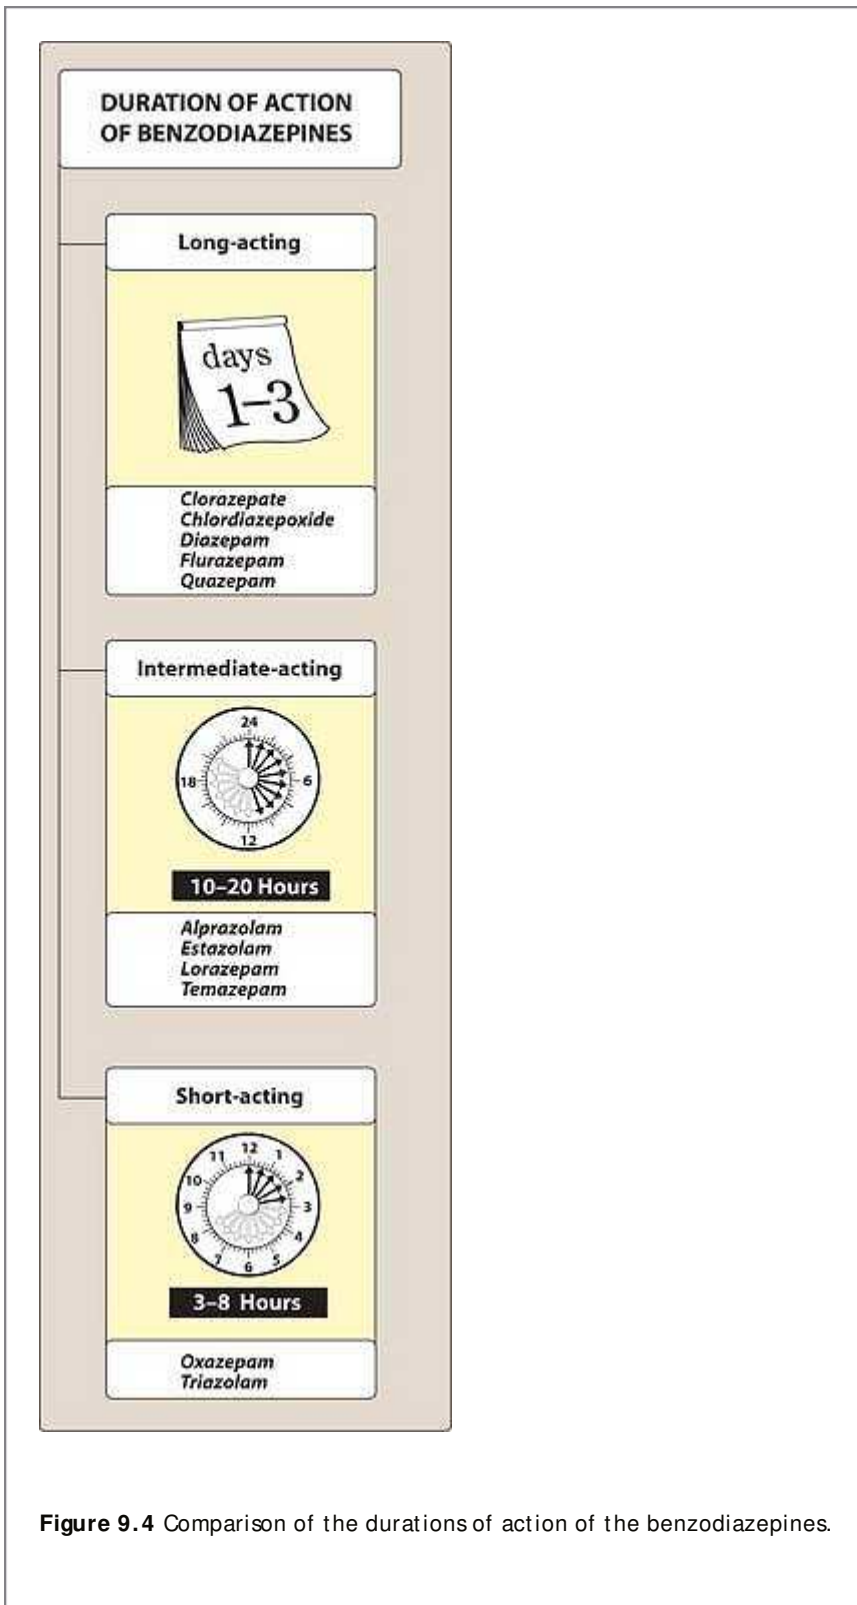 DURATION OF ACTION
OF BENZODIAZEPINES
Long-acting
days
1–3
Clorazepate
Chlordiazepoxide
Diazepam
Flurazepam
Quazepam
Intermediate-acting
24
18
6
12
10–20 Hours
Alprazolam
Estazolam
Lorazepam
Temazepam
Short-acting
12
11
1
10
2
9
3
8
4
7
5
6
3–8 Hours
Oxazepam
Triazolam
Figure 9.4 Comparison of the durations of action of the benzodiazepines.